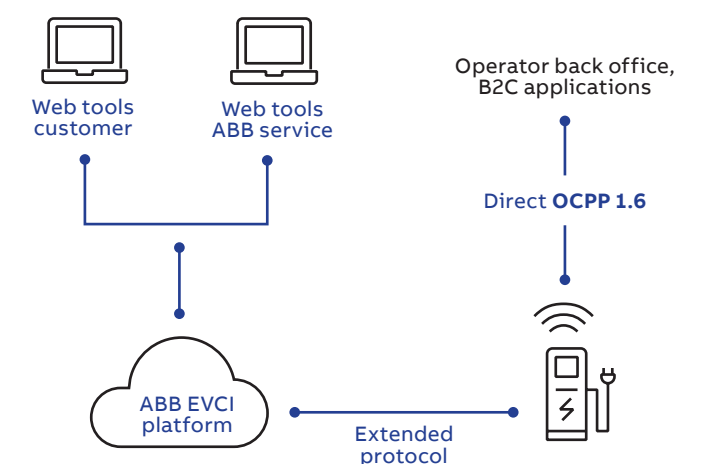 Web tools
customer
Web tools
ABB service
Operator back office,
B2C applications
Direct OCPP 1.6
ABB EVCI
platform
Extended
protocol